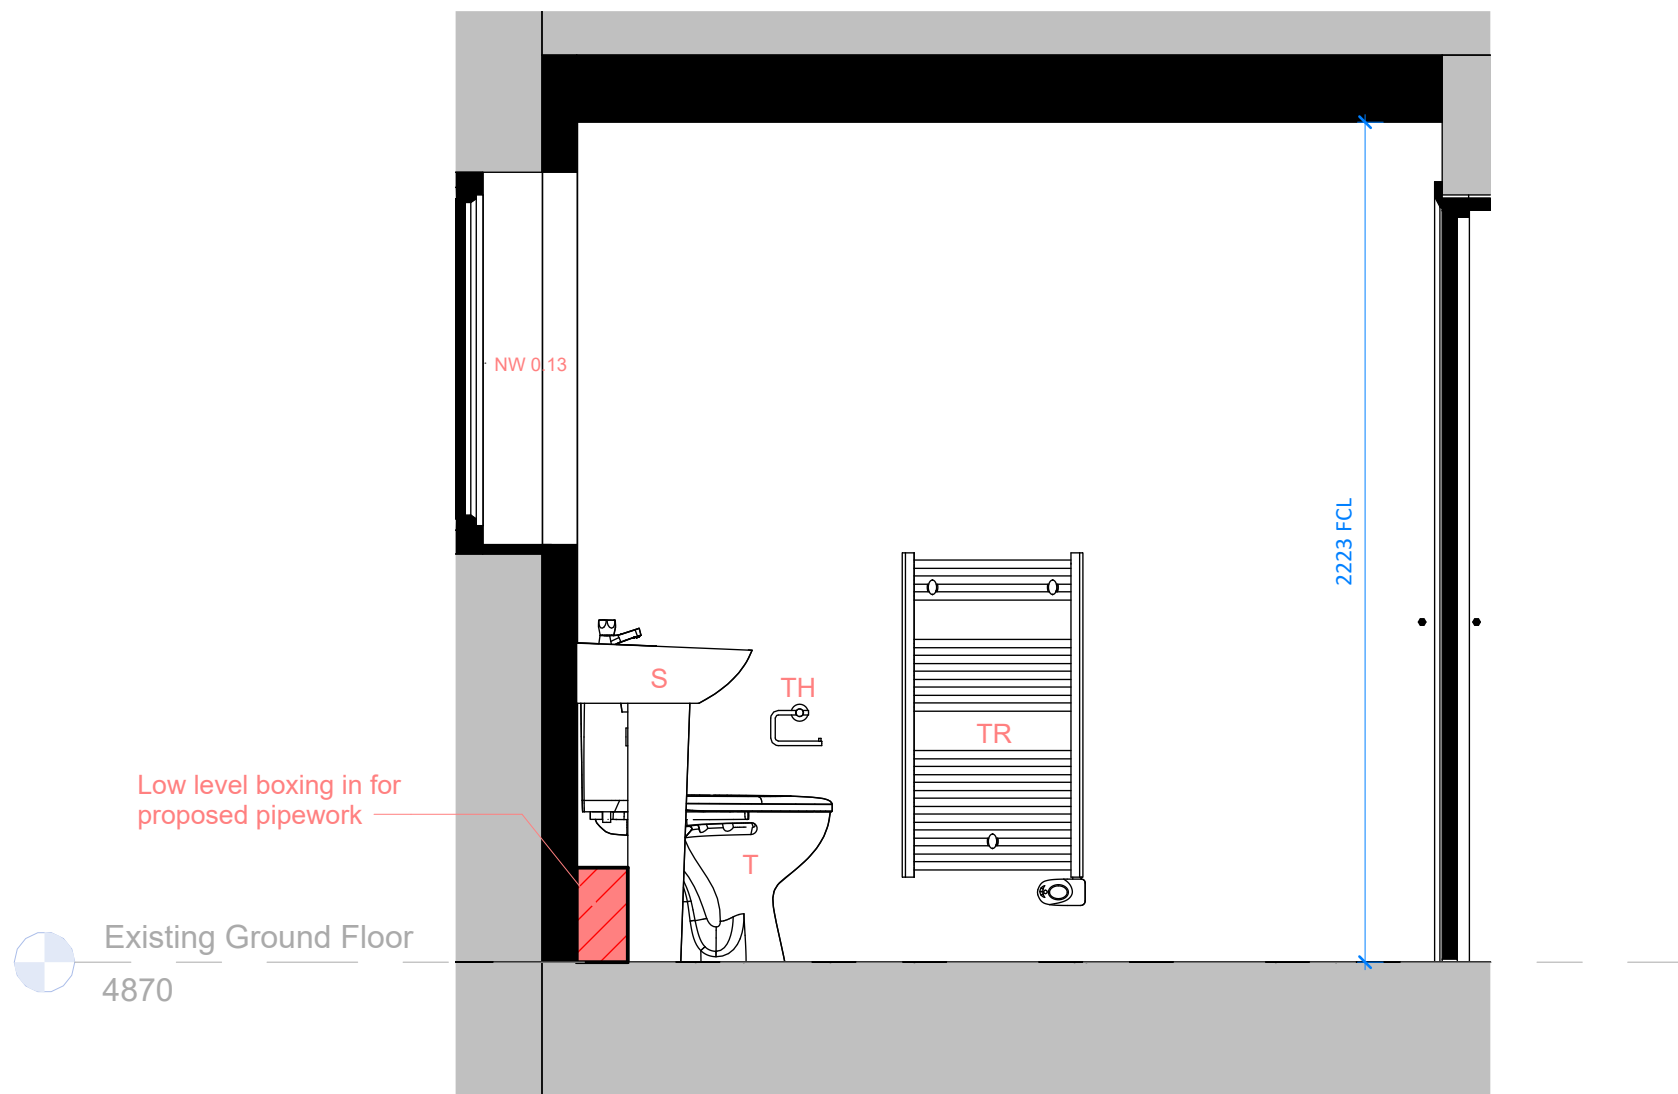 NW 0.13
2223 FCL
S
TH
TR
Low level boxing in for
proposed pipework
T
Existing Ground Floor
4870